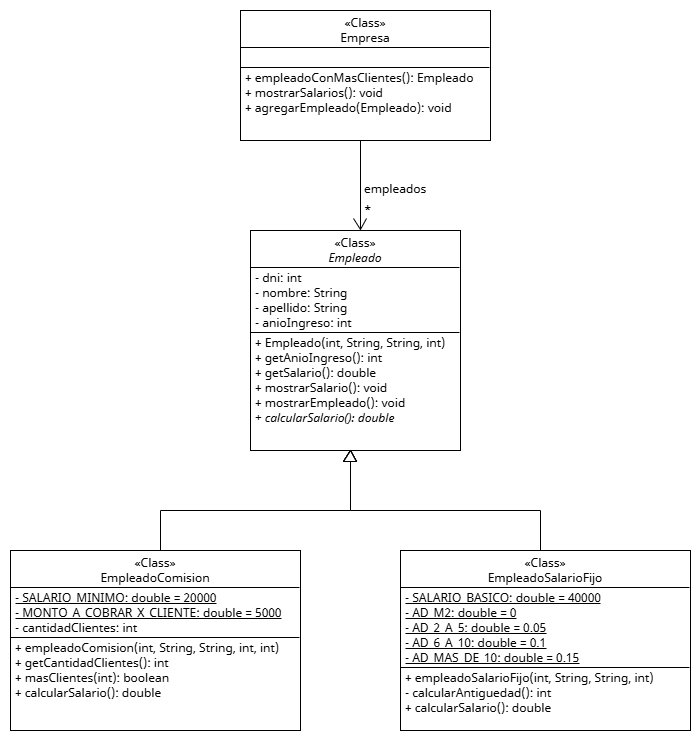 «Class»
Empresa
+ empleadoConMasClientes(): Empleado
+ mostrarSalarios(): void
+ agregarEmpleado(Empleado): void
empleados
*
«Class»
Empleado
- dni: int
- nombre: String
- apellido: String
- anioIngreso: int
+ Empleado(int, String, String, int)
+ getAnioIngreso(): int
+ getSalario(): double
+ mostrarSalario(): void
+ mostrarEmpleado(): void
+ calcularSalario(): double
«Class»
EmpleadoComision
- SALARIO_MINIMO: double = 20000
- MONTO_A_COBRAR_X_CLIENTE: double = 5000
- cantidadClientes: int
+ empleadoComision(int, String, String, int, int)
+ getCantidadClientes(): int
+ masClientes(int): boolean
+ calcularSalario(): double
«Class»
EmpleadoSalarioFijo
- SALARIO_BASICO: double = 40000
- AD_M2: double = 0
- AD_2_A_5: double = 0.05
- AD_6_A_10: double = 0.1
- AD_MAS_DE_10: double = 0.15
+ empleadoSalarioFijo(int, String, String, int)
- calcularAntiguedad(): int
+ calcularSalario(): double